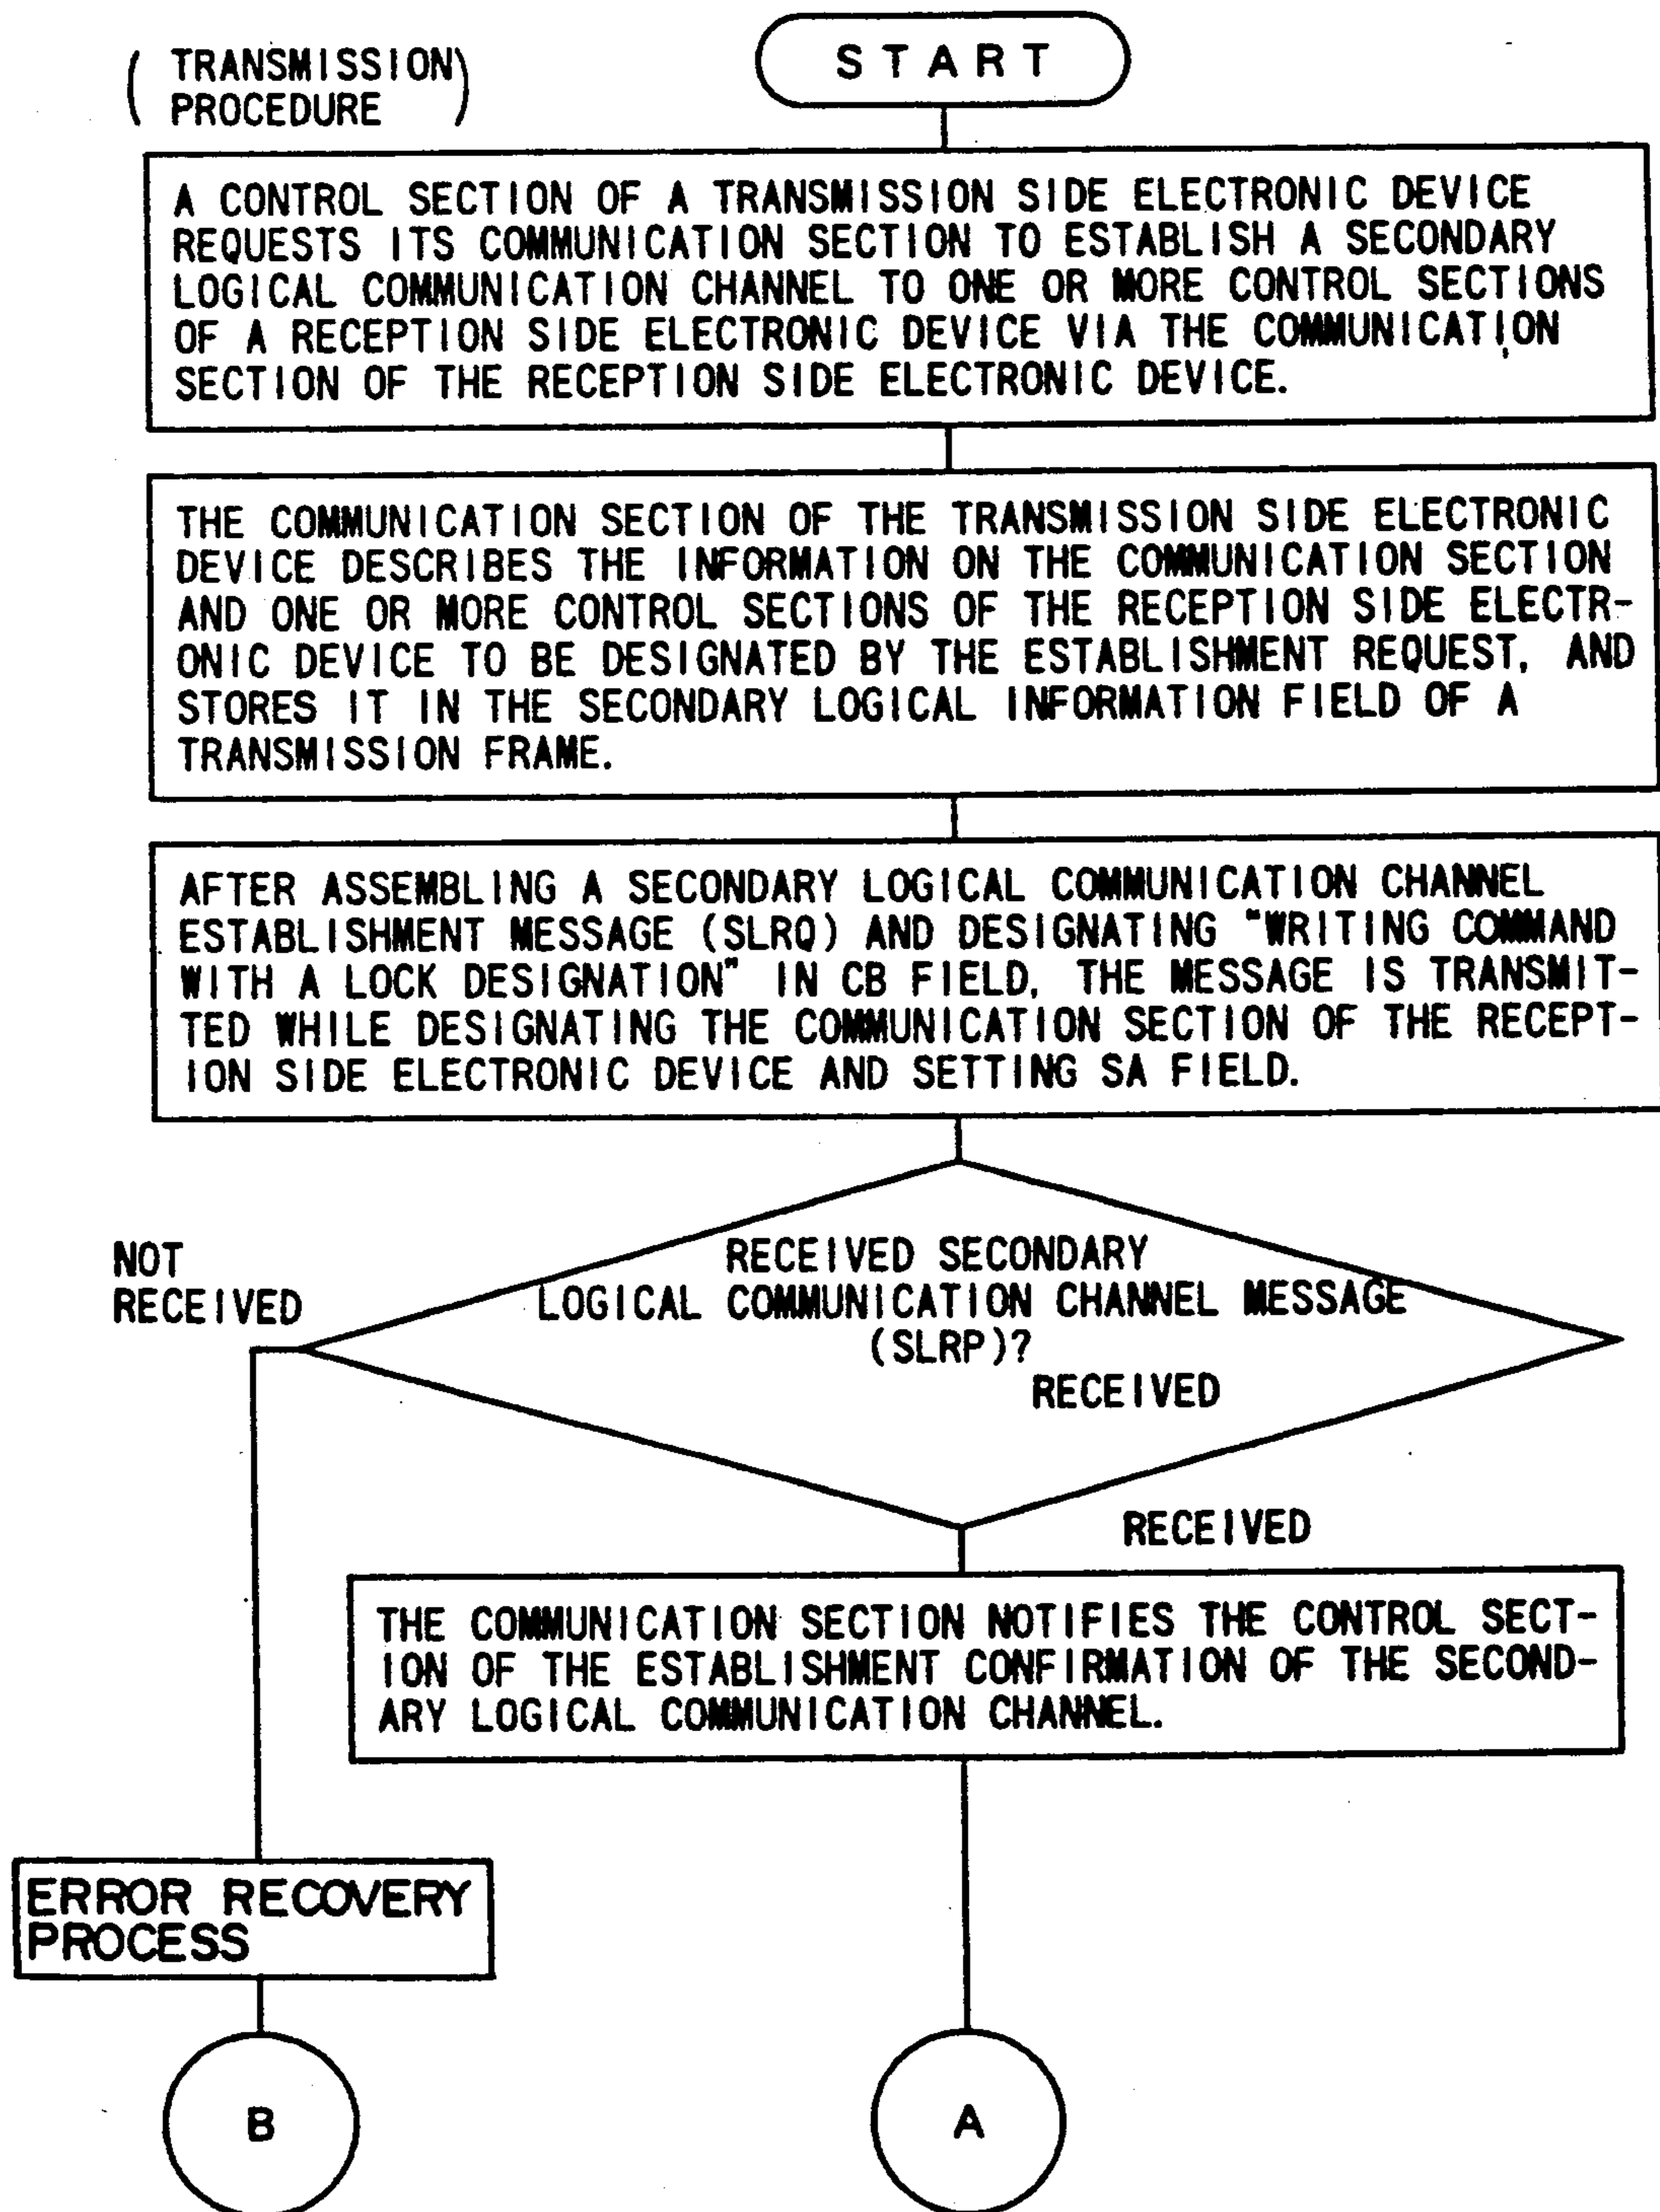 ( TRANSMISSION
PROCEDURE )
START
A CONTROL SECTION OF A TRANSMISSION SIDE ELECTRONIC DEVICE
REQUESTS ITS COMMUNICATION SECTION TO ESTABLISH A SECONDARY
LOGICAL COMMUNICATION CHANNEL TO ONE OR MORE CONTROL SECTIONS
OF A RECEPTION SIDE ELECTRONIC DEVICE VIA THE COMMUNICATION
SECTION OF THE RECEPTION SIDE ELECTRONIC DEVICE.
THE COMMUNICATION SECTION OF THE TRANSMISSION SIDE ELECTRONIC
DEVICE DESCRIBES THE INFORMATION ON THE COMMUNICATION SECTION
AND ONE OR MORE CONTROL SECTIONS OF THE RECEPTION SIDE ELECTR-
ONIC DEVICE TO BE DESIGNATED BY THE ESTABLISHMENT REQUEST, AND
STORES IT IN THE SECONDARY LOGICAL INFORMATION FIELD OF A
TRANSMISSION FRAME.
AFTER ASSEMBLING A SECONDARY LOGICAL COMMUNICATION CHANNEL
ESTABLISHMENT MESSAGE (SLRQ) AND DESIGNATING "WRITING COMMAND
WITH A LOCK DESIGNATION" IN CB FIELD, THE MESSAGE IS TRANSMIT-
TED WHILE DESIGNATING THE COMMUNICATION SECTION OF THE RECEPT-
ION SIDE ELECTRONIC DEVICE AND SETTING SA FIELD.
NOT
RECEIVED
RECEIVED SECONDARY
LOGICAL COMMUNICATION CHANNEL MESSAGE
(SLRP)?
RECEIVED
RECEIVED
THE COMMUNICATION SECTION NOTIFIES THE CONTROL SECT-
ION OF THE ESTABLISHMENT CONFIRMATION OF THE SECOND-
ARY LOGICAL COMMUNICATION CHANNEL.
ERROR RECOVERY
PROCESS
B
A